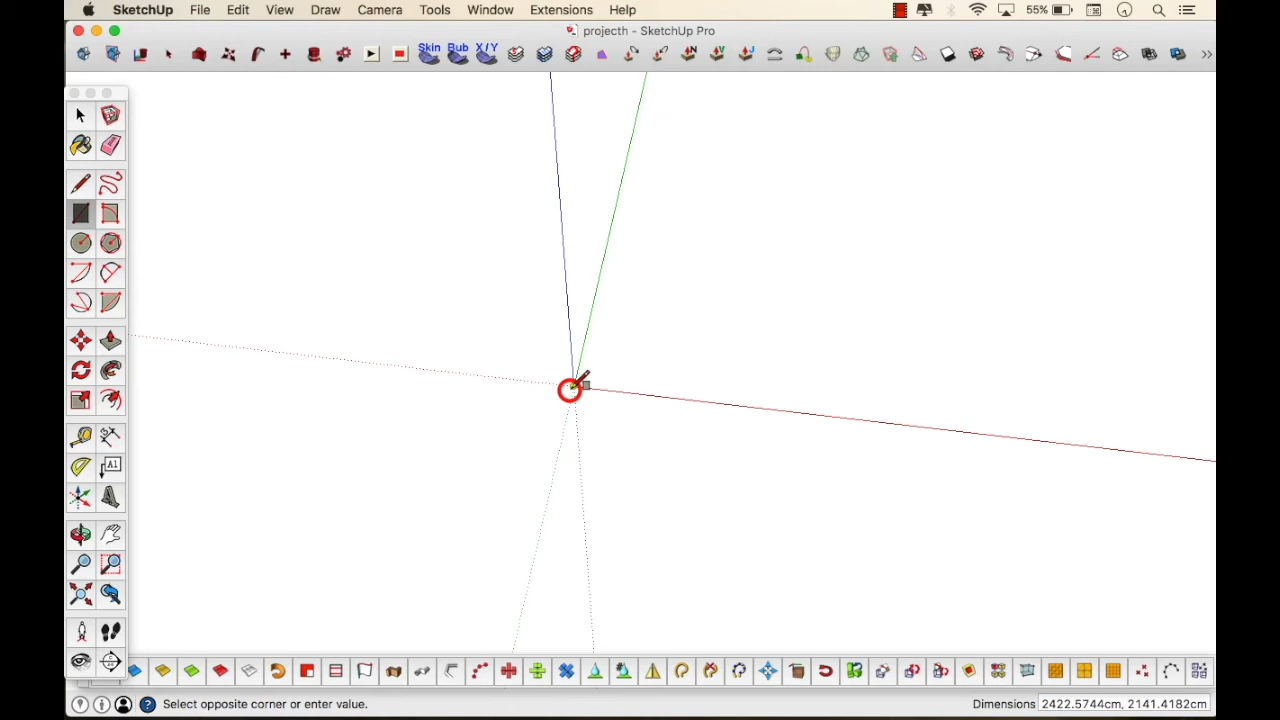 SketchUp File Edit View Draw Camera Tools Window Extensions Help 55%
projecth - SketchUp Pro
Skin Bub X/Y N V J
A1
Select opposite corner or enter value. Dimensions 2422.5744cm, 2141.4182cm